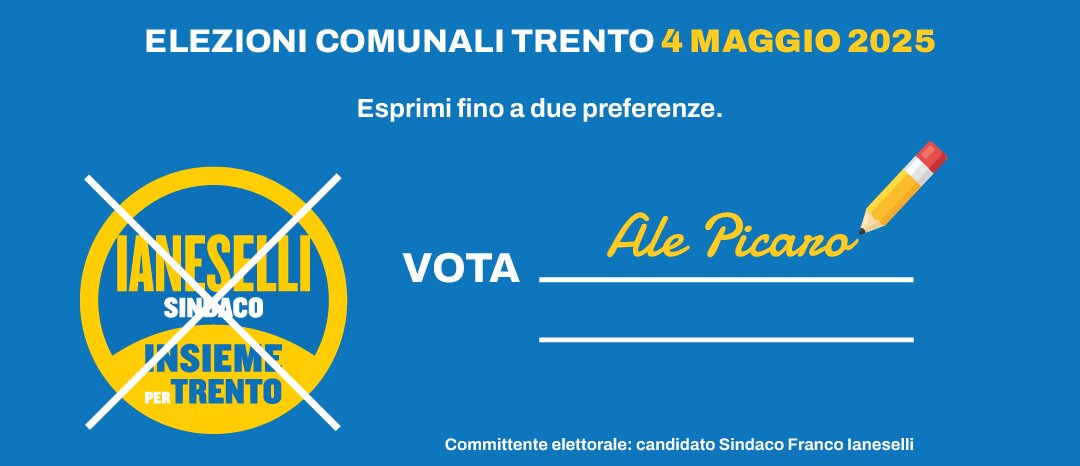 ELEZIONI COMUNALI TRENTO 4 MAGGIO 2025
Esprimi fino a due preferenze.
IANESELLI
SINDACO
INSIEME
PER TRENTO
VOTA Ale Picaro
Committente elettorale: candidato Sindaco Franco Ianeselli